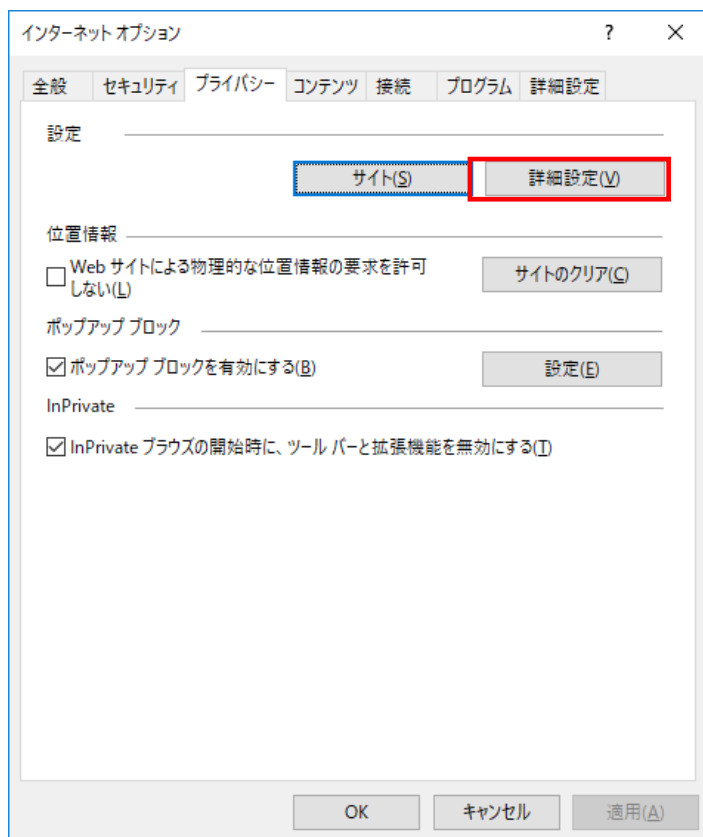 インターネット オプション ?
全般 セキュリティ プライバシー コンテンツ 接続 プログラム 詳細設定
設定
サイト(S) 詳細設定(V)
位置情報
Web サイトによる物理的な位置情報の要求を許可
しない(L)
サイトのクリア(C)
ポップアップ ブロック
ポップアップ ブロックを有効にする(B) 設定(E)
InPrivate
InPrivate ブラウズの開始時に、ツール バーと拡張機能を無効にする(T)
OK キャンセル 適用(A)